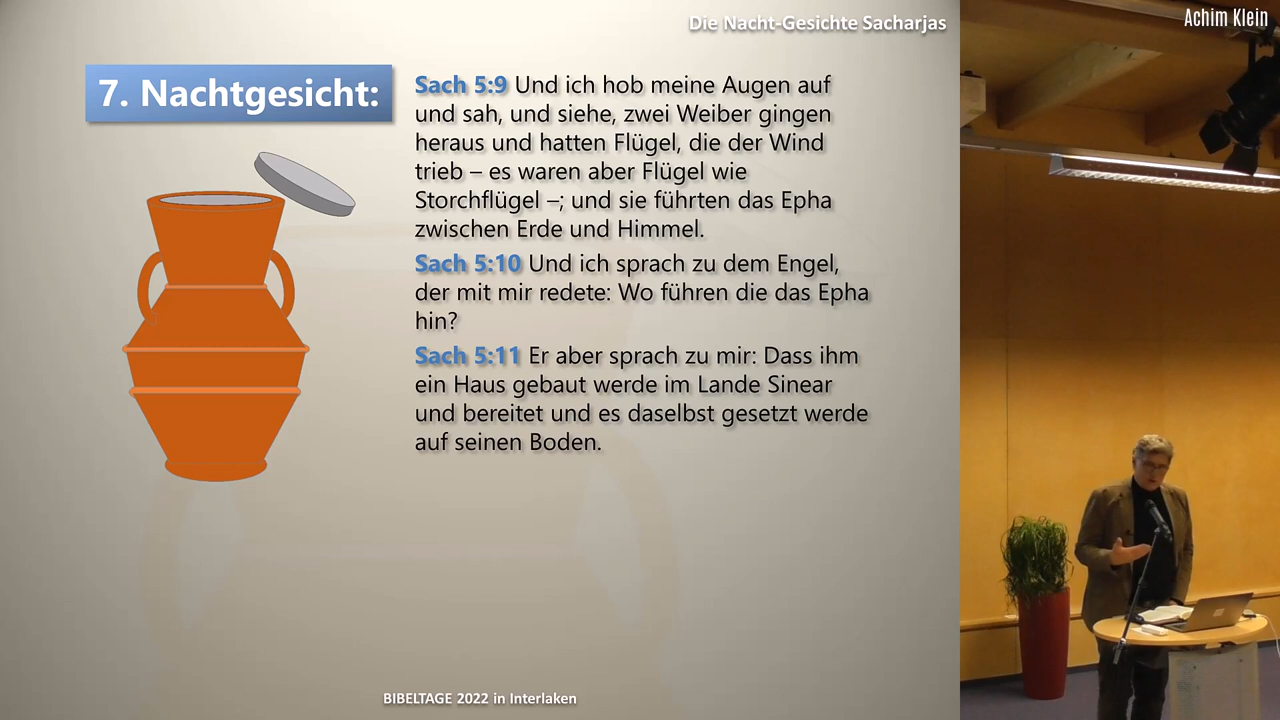 Die Nacht-Gesichte Sacharjas
Achim Klein
7. Nachtgesicht:
Sach 5:9 Und ich hob meine Augen auf
und sah, und siehe, zwei Weiber gingen
heraus und hatten Flügel, die der Wind
trieb – es waren aber Flügel wie
Storchflügel –; und sie führten das Epha
zwischen Erde und Himmel.
Sach 5:10 Und ich sprach zu dem Engel,
der mit mir redete: Wo führen die das Epha
hin?
Sach 5:11 Er aber sprach zu mir: Dass ihm
ein Haus gebaut werde im Lande Sinear
und bereitet und es daselbst gesetzt werde
auf seinen Boden.
BIBELTAGE 2022 in Interlaken